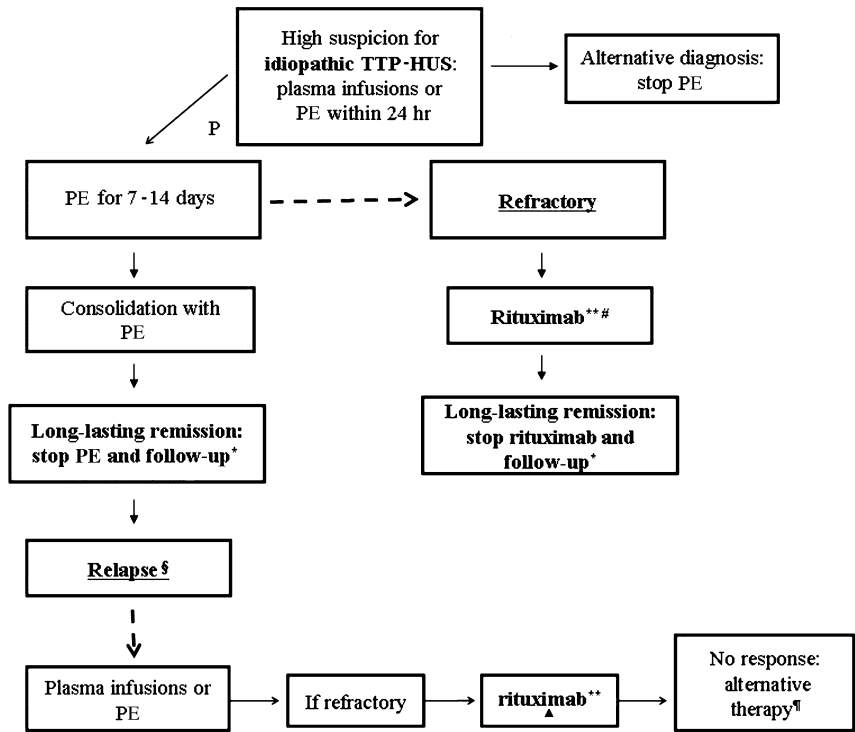 High suspicion for
idiopathic TTP-HUS:
plasma infusions or
PE within 24 hr
Alternative diagnosis:
stop PE
P
PE for 7-14 days
Refractory
Consolidation with
PE
Rituximab**#
Long-lasting remission:
stop PE and follow-up*
Long-lasting remission:
stop rituximab and
follow-up*
Relapse§
Plasma infusions or
PE
If refractory
rituximab**
▲
No response:
alternative
therapy¶